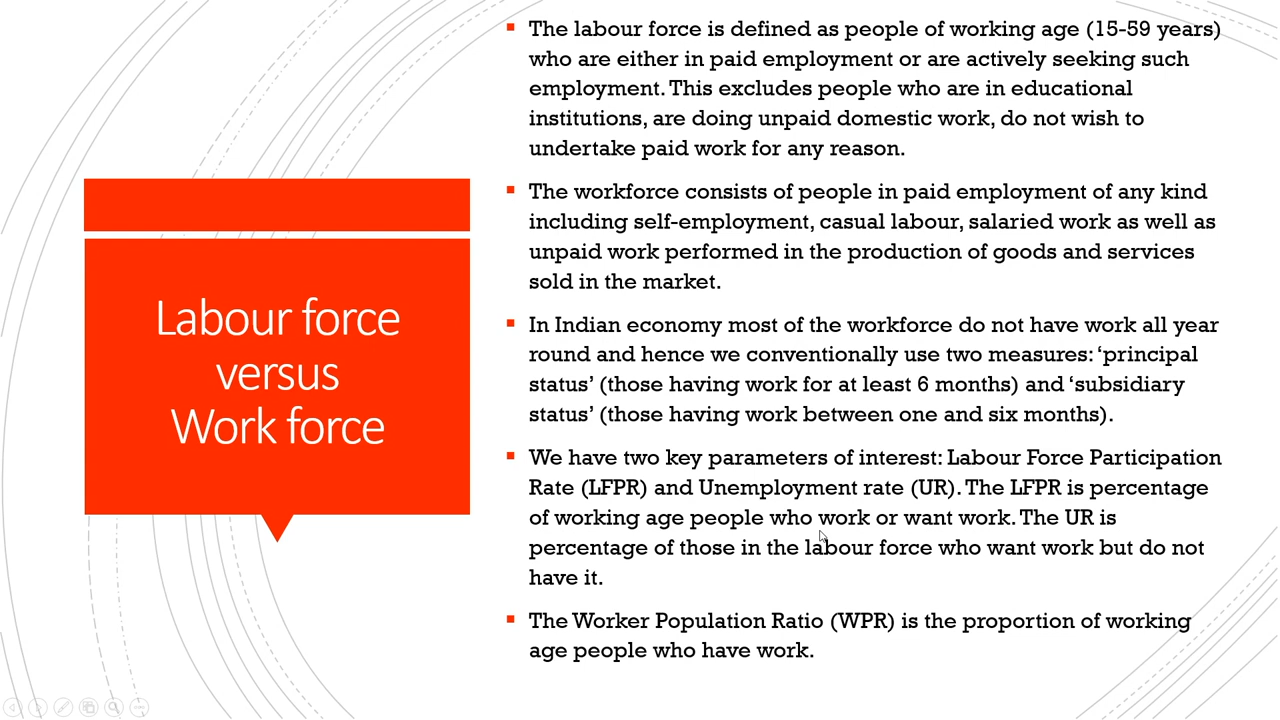 Labour force
versus
Work force
The labour force is defined as people of working age (15-59 years)
who are either in paid employment or are actively seeking such
employment. This excludes people who are in educational
institutions, are doing unpaid domestic work, do not wish to
undertake paid work for any reason.
The workforce consists of people in paid employment of any kind
including self-employment, casual labour, salaried work as well as
unpaid work performed in the production of goods and services
sold in the market.
In Indian economy most of the workforce do not have work all year
round and hence we conventionally use two measures: ‘principal
status’ (those having work for at least 6 months) and ‘subsidiary
status’ (those having work between one and six months).
We have two key parameters of interest: Labour Force Participation
Rate (LFPR) and Unemployment rate (UR). The LFPR is percentage
of working age people who work or want work. The UR is
percentage of those in the labour force who want work but do not
have it.
The Worker Population Ratio (WPR) is the proportion of working
age people who have work.